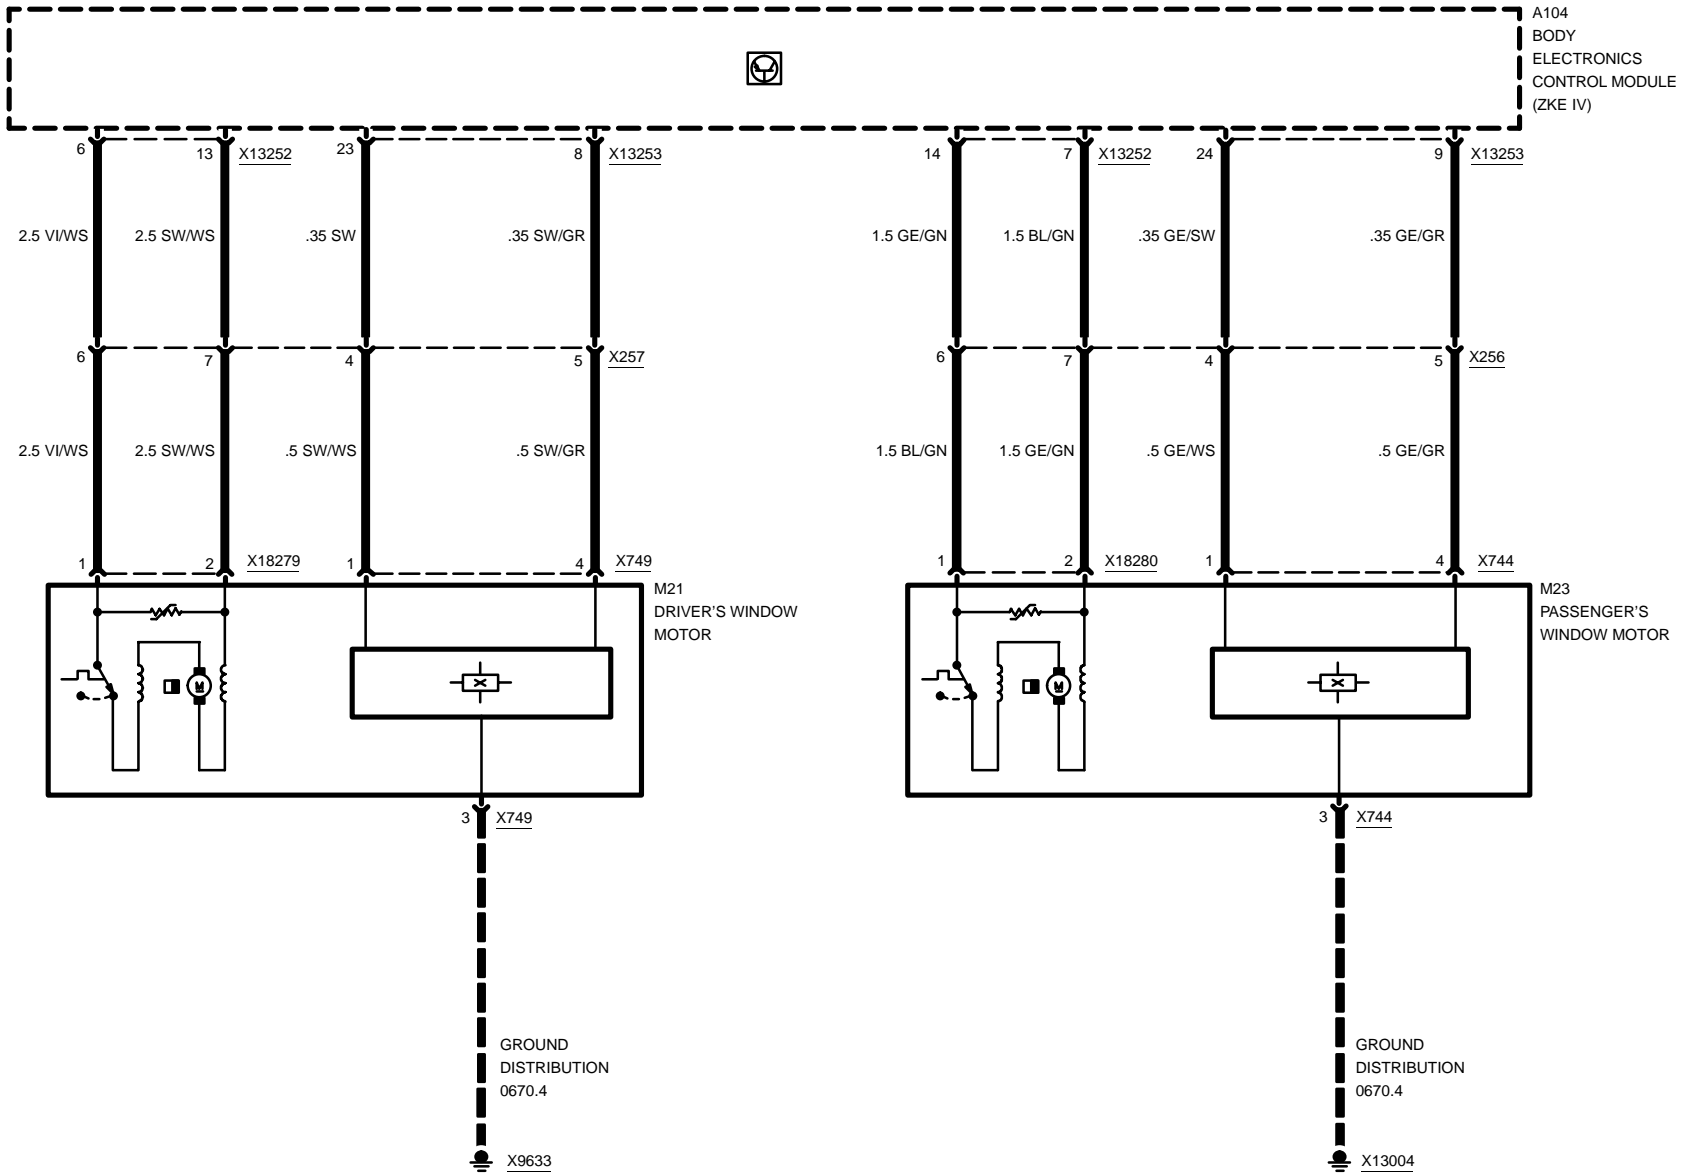 A104
BODY
ELECTRONICS
CONTROL MODULE
(ZKE IV)
6 13 X13252 23 8 X13253 14 7 X13252 24 9 X13253
2.5 VI/WS 2.5 SW/WS .35 SW .35 SW/GR 1.5 GE/GN 1.5 BL/GN .35 GE/SW .35 GE/GR
6 7 4 5 X257 6 7 4 5 X256
2.5 VI/WS 2.5 SW/WS .5 SW/WS .5 SW/GR 1.5 BL/GN 1.5 GE/GN .5 GE/WS .5 GE/GR
1 2 X18279 1 4 X749 1 2 X18280 1 4 X744
M21
DRIVER'S WINDOW
MOTOR
M23
PASSENGER'S
WINDOW MOTOR
M M
3 X749 3 X744
GROUND
DISTRIBUTION
0670.4
GROUND
DISTRIBUTION
0670.4
X9633 X13004